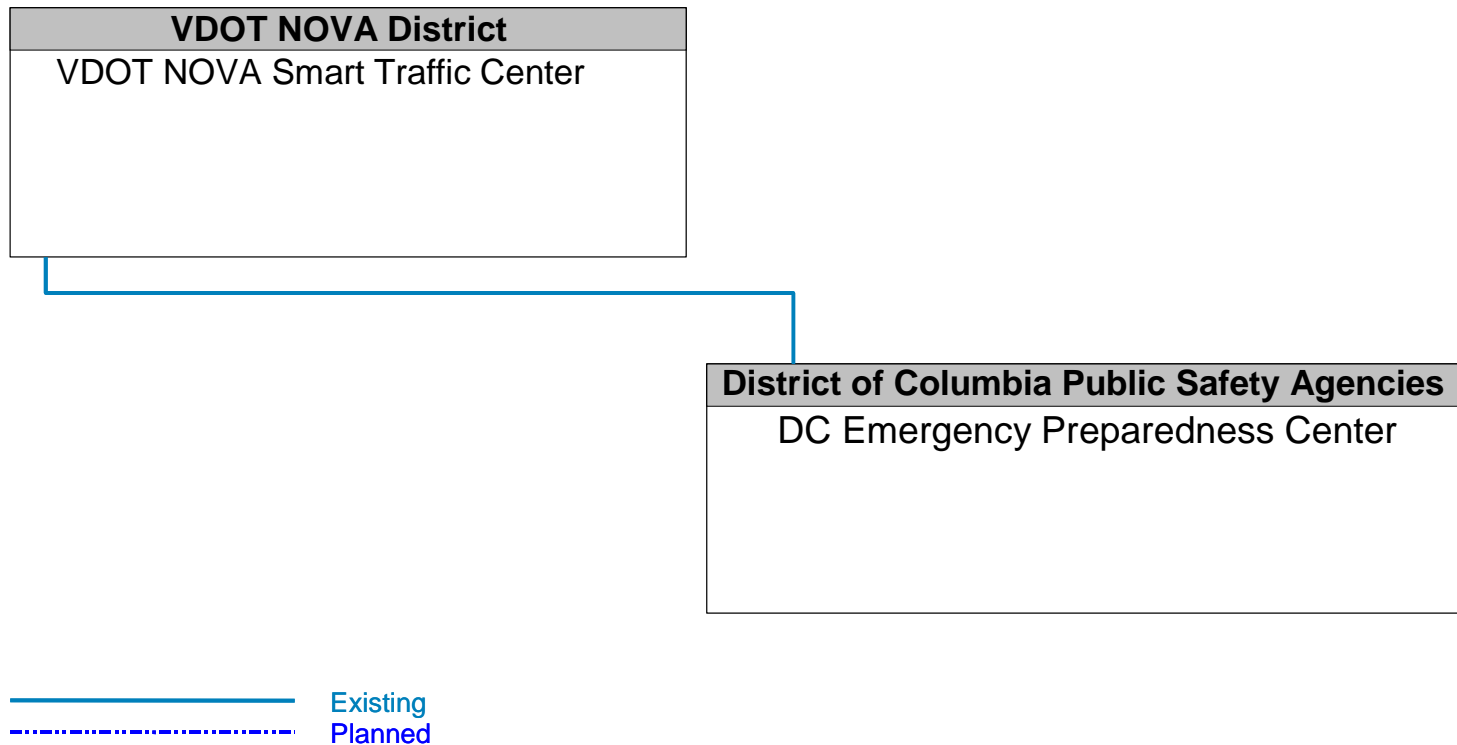 VDOT NOVA District
VDOT NOVA Smart Traffic Center
District of Columbia Public Safety Agencies
DC Emergency Preparedness Center
Existing
Planned